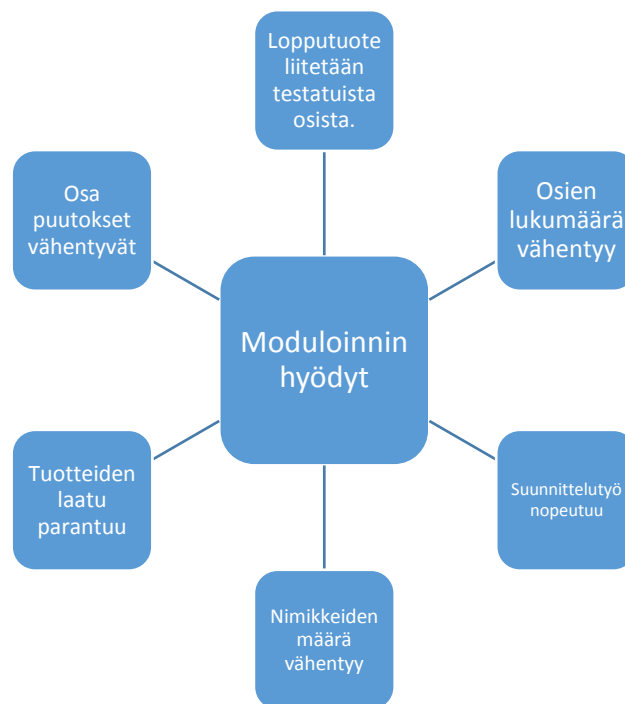 Lopputuote
liitetään
testatuista
osista.
Osa
puutokset
vähentyvät
Osien
lukumäärä
vähentyy
Moduloinnin
hyödyt
Tuotteiden
laatu
parantuu
Suunnittelutyö
nopeutuu
Nimikkeiden
määrä
vähentyy